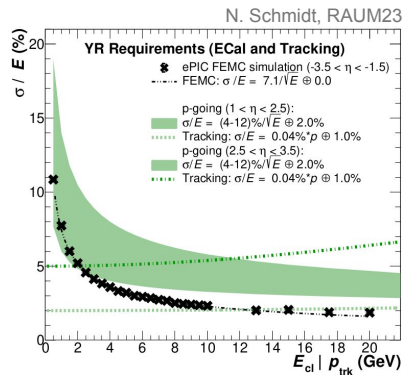 N. Schmidt, RAUM23
YR Requirements (ECal and Tracking)
ePIC FEMC simulation (-3.5 < η < -1.5)
FEMC: σ/E = 7.1/√E ⊕ 0.0
p-going (1 < η < 2.5):
σ/E = (4-12)%/√E ⊕ 2.0%
Tracking: σ/E = 0.04%*p ⊕ 1.0%
p-going (2.5 < η < 3.5):
σ/E = (4-12)%/√E ⊕ 2.0%
Tracking: σ/E = 0.04%*p ⊕ 1.0%
σ / E (%)
20
15
10
5
0
0 2 4 6 8 10 12 14 16 18 20
E_cl | p_trk (GeV)